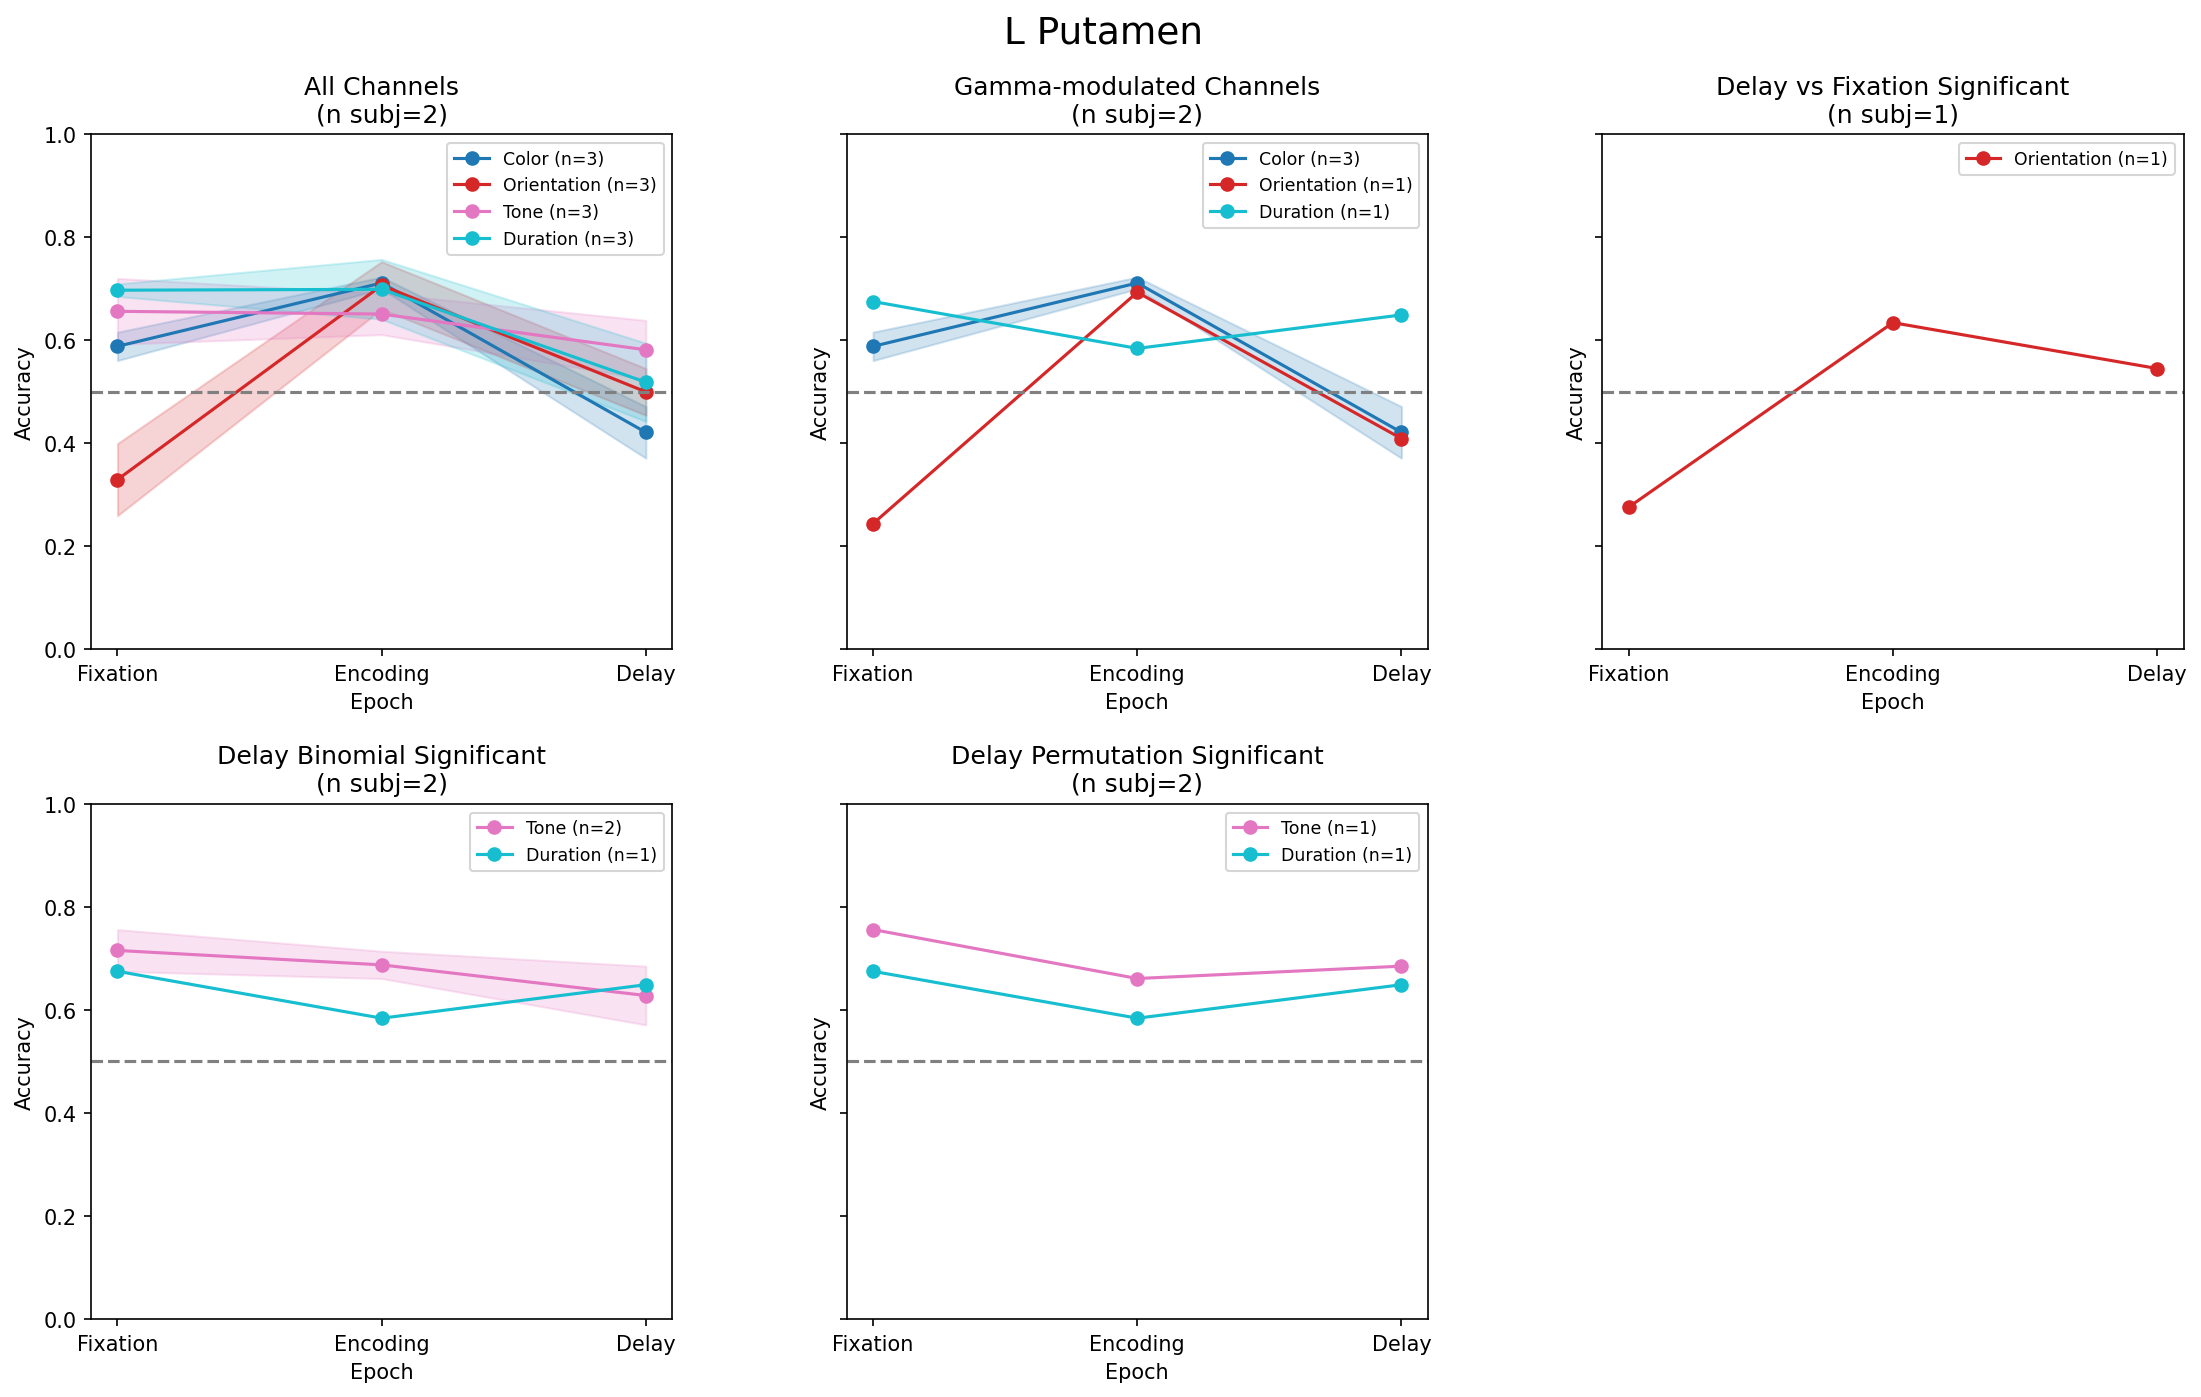 L Putamen
All Channels
(n subj=2)
1.0
0.8
0.6
0.4
0.2
0.0
Accuracy
Color (n=3)
Orientation (n=3)
Tone (n=3)
Duration (n=3)
Fixation
Encoding
Delay
Epoch
Gamma-modulated Channels
(n subj=2)
Accuracy
Color (n=3)
Orientation (n=1)
Duration (n=1)
Fixation
Encoding
Delay
Epoch
Delay vs Fixation Significant
(n subj=1)
Accuracy
Orientation (n=1)
Fixation
Encoding
Delay
Epoch
Delay Binomial Significant
(n subj=2)
1.0
0.8
0.6
0.4
0.2
0.0
Accuracy
Tone (n=2)
Duration (n=1)
Fixation
Encoding
Delay
Epoch
Delay Permutation Significant
(n subj=2)
Accuracy
Tone (n=1)
Duration (n=1)
Fixation
Encoding
Delay
Epoch